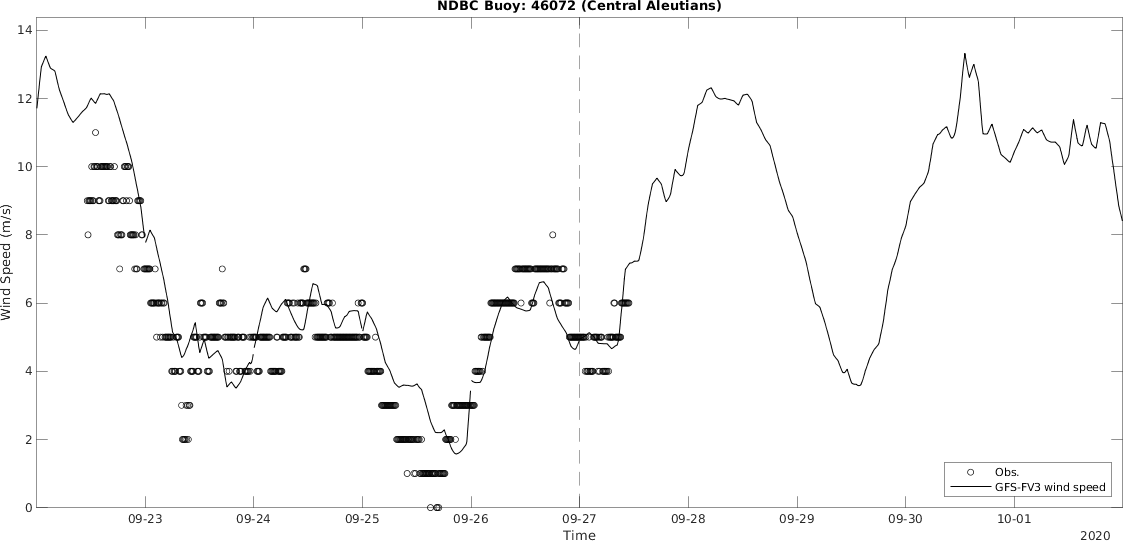 NDBC Buoy: 46072 (Central Aleutians)
14
12
10
8
6
4
2
0
Wind Speed (m/s)
09-23 09-24 09-25 09-26 09-27 09-28 09-29 09-30 10-01
Time
2020
Obs.
GFS-FV3 wind speed